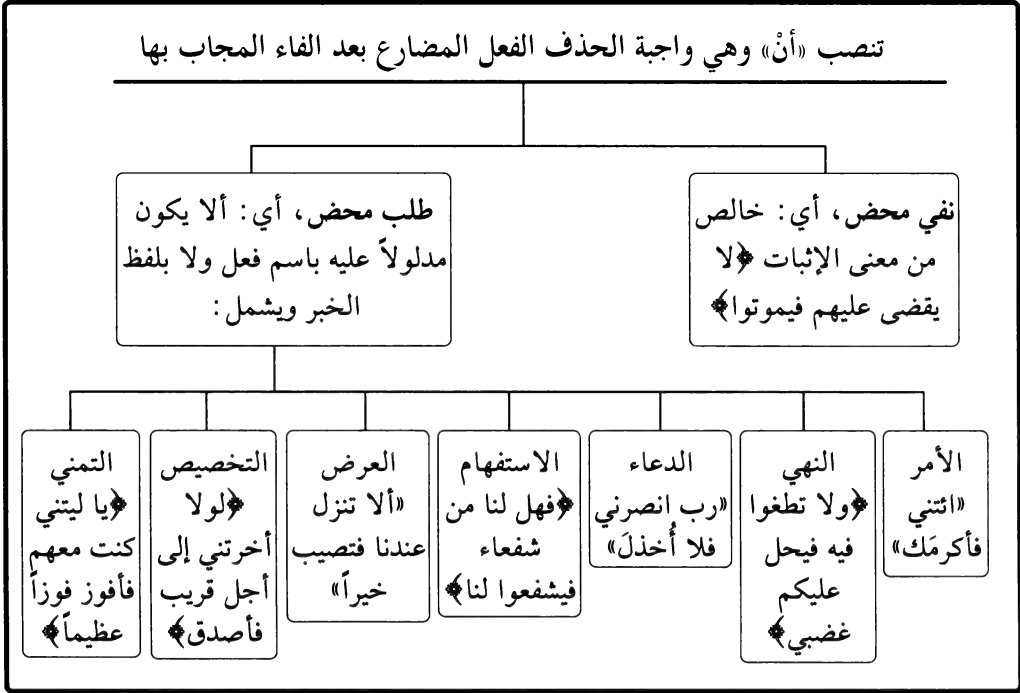 تنصب «أنْ» وهي واجبة الحذف الفعل المضارع بعد الفاء المجاب بها
نفي محض، أي: خالص
من معنى الإثبات ﴿لا
يقضى عليهم فيموتوا﴾
طلب محض، أي: ألا يكون
مدلولاً عليه باسم فعل ولا بلفظ
الخبر ويشمل:
الأمر
«ائتني
فأكرمَك»
النهي
﴿ولا تطغوا
فيه فيحل
عليكم
غضبي﴾
الدعاء
«رب انصرني
فلا أُخذلَ»
الاستفهام
﴿فهل لنا من
شفعاء
فيشفعوا لنا﴾
العرض
«ألا تنزل
عندنا فتصيب
خيراً»
التخصيص
﴿لولا
أخرتني إلى
أجل قريب
فأصدق﴾
التمني
﴿يا ليتني
كنت معهم
فأفوز فوزاً
عظيماً﴾